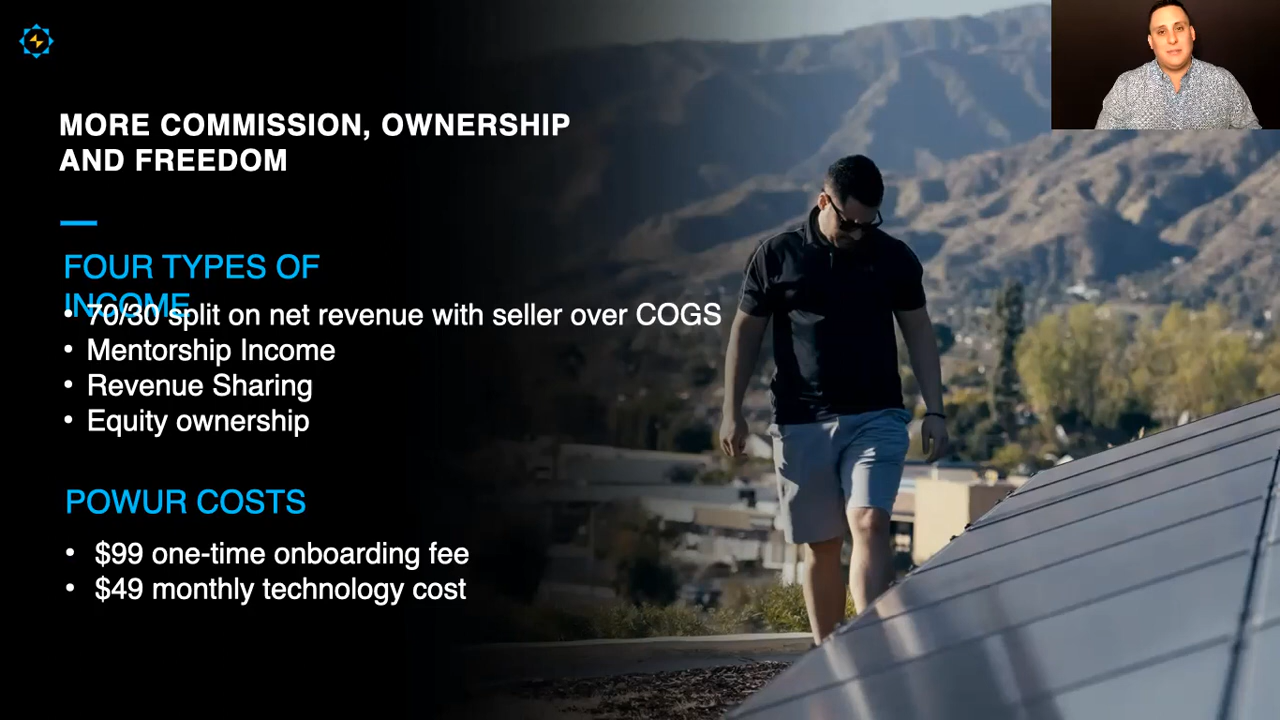 MORE COMMISSION, OWNERSHIP
AND FREEDOM
FOUR TYPES OF
INCOME
• 70/30 split on net revenue with seller over COGS
• Mentorship Income
• Revenue Sharing
• Equity ownership
POWUR COSTS
• $99 one-time onboarding fee
• $49 monthly technology cost